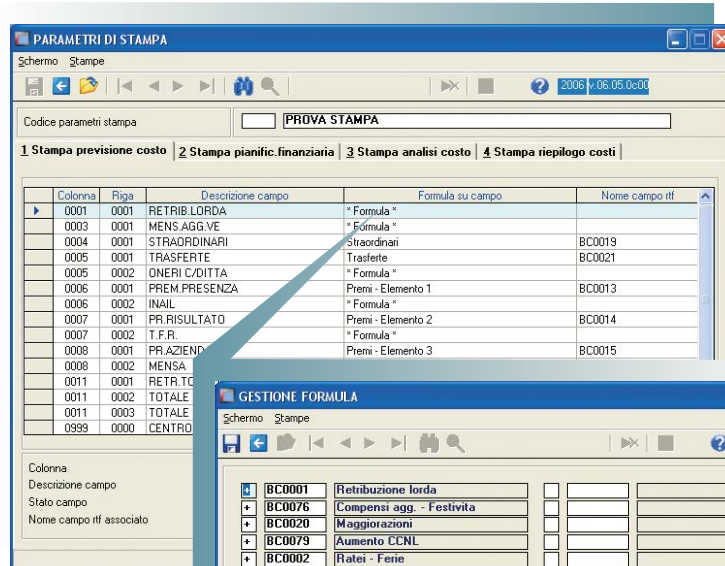 PARAMETRI DI STAMPA
Schermo Stampe
2006 v.06.05.0c00
Codice parametri stampa PROVA STAMPA
1 Stampa previsione costo 2 Stampa pianific.finanziaria 3 Stampa analisi costo 4 Stampa riepilogo costi
Colonna Riga Descrizione campo Formula su campo Nome campo rtf
0001 0001 RETRIB.LORDA * Formula *
0003 0001 MENS.AGG.VE * Formula *
0004 0001 STRAORDINARI Straordinari BC0019
0005 0001 TRASFERTE Trasferte BC0021
0005 0002 ONERI C/DITTA * Formula *
0006 0001 PREM.PRESENZA Premi - Elemento 1 BC0013
0006 0002 INAIL * Formula *
0007 0001 PR.RISULTATO Premi - Elemento 2 BC0014
0007 0002 T.F.R. * Formula *
0008 0001 PR.AZIEND Premi - Elemento 3 BC0015
0008 0002 MENSA
0011 0001 RETR.TO
0011 0002 TOTALE
0011 0003 TOTALE
0999 0000 CENTRO
Colonna
Descrizione campo
Stato campo
Nome campo rtf associato
GESTIONE FORMULA
Schermo Stampe
+ BC0001 Retribuzione lorda
+ BC0076 Compensi agg. - Festivita
+ BC0020 Maggiorazioni
+ BC0079 Aumento CCNL
+ BC0002 Ratei - Ferie